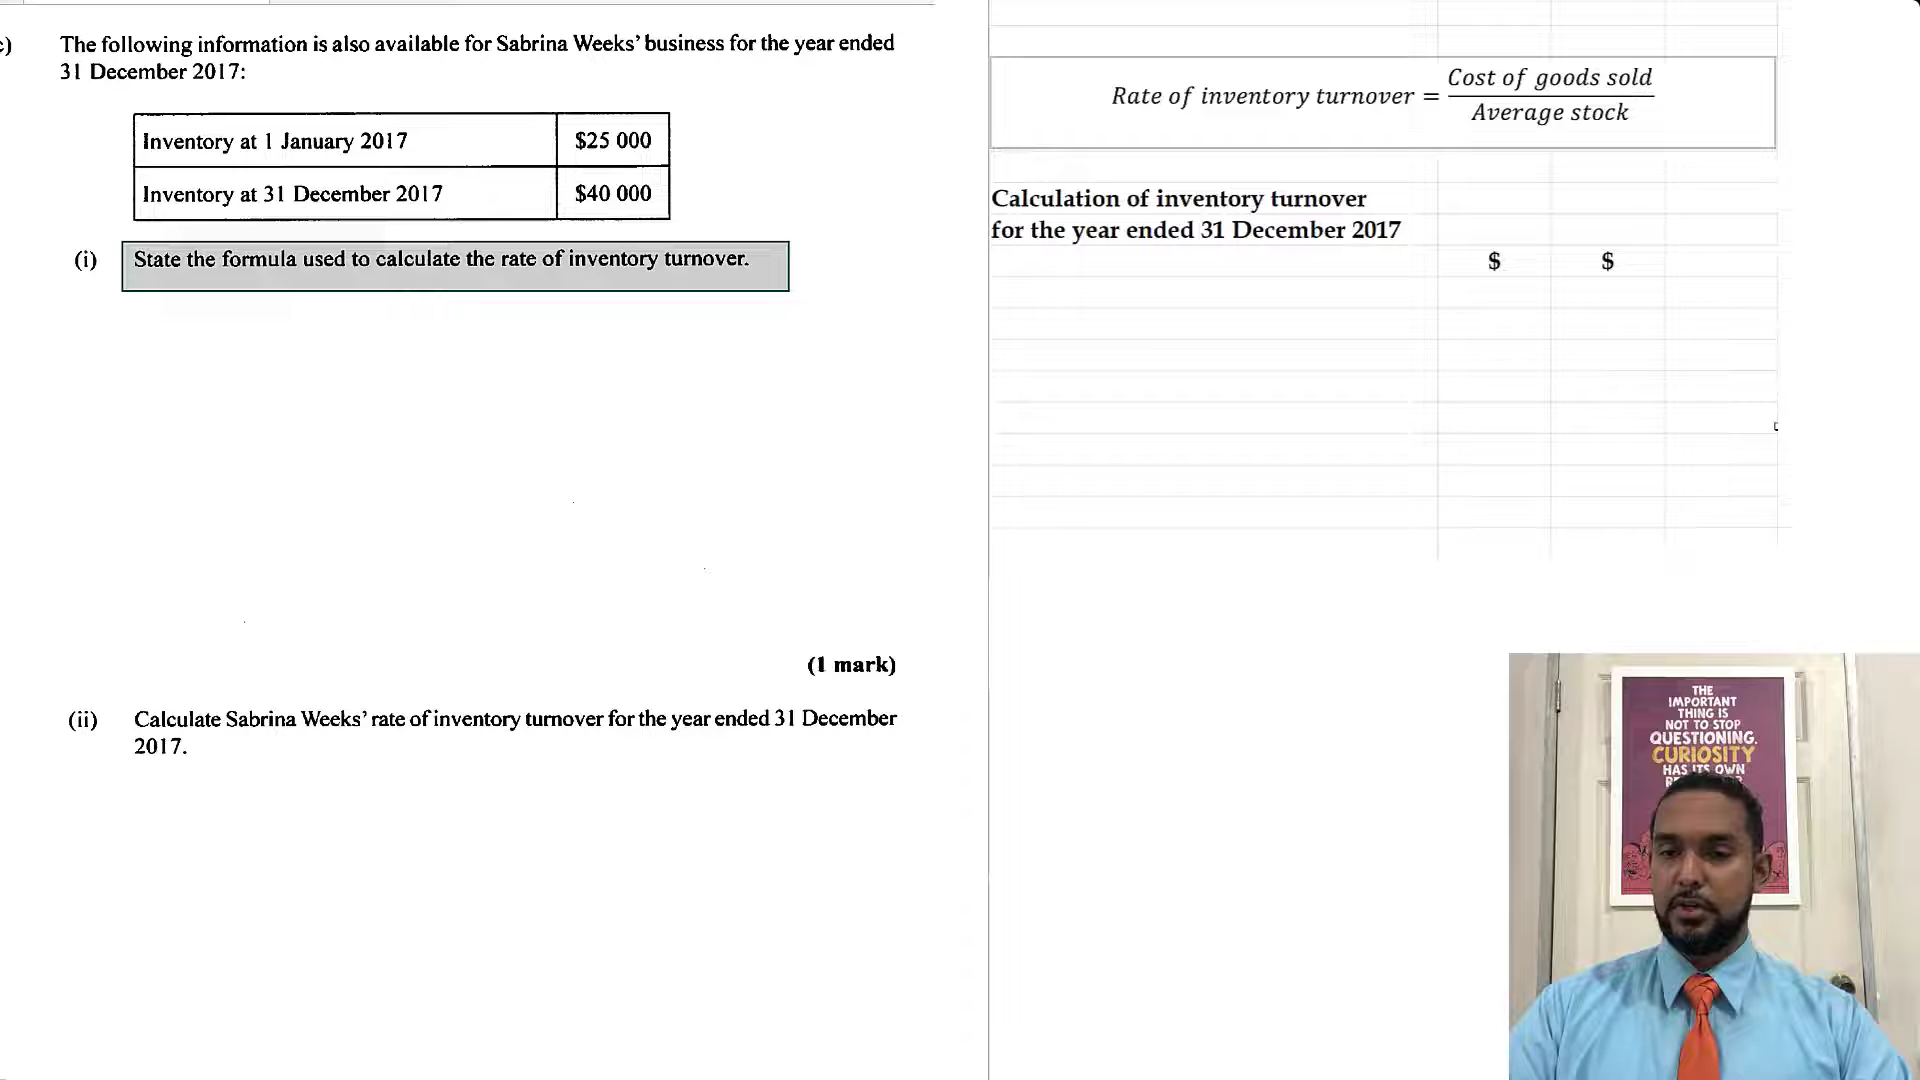 The following information is also available for Sabrina Weeks' business for the year ended
31 December 2017:
Inventory at 1 January 2017 $25 000
Inventory at 31 December 2017 $40 000
(i) State the formula used to calculate the rate of inventory turnover.
(1 mark)
(ii) Calculate Sabrina Weeks' rate of inventory turnover for the year ended 31 December
2017.
Rate of inventory turnover = Cost of goods sold
Average stock
Calculation of inventory turnover
for the year ended 31 December 2017
$ $
THE
IMPORTANT
THING IS
NOT TO STOP
QUESTIONING.
CURIOSITY
HAS ITS OWN